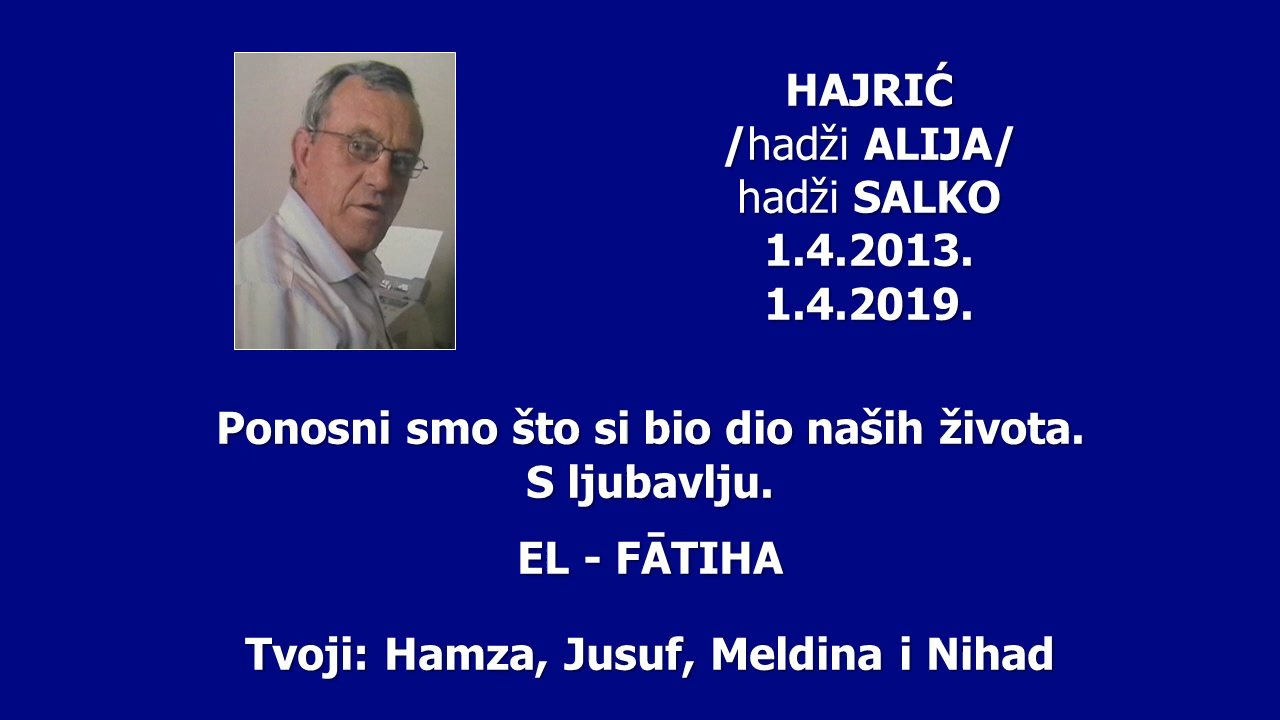 HAJRIĆ
/hadži ALIJA/
hadži SALKO
1.4.2013.
1.4.2019.
Ponosni smo što si bio dio naših života.
S ljubavlju.
EL - FĀTIHA
Tvoji: Hamza, Jusuf, Meldina i Nihad